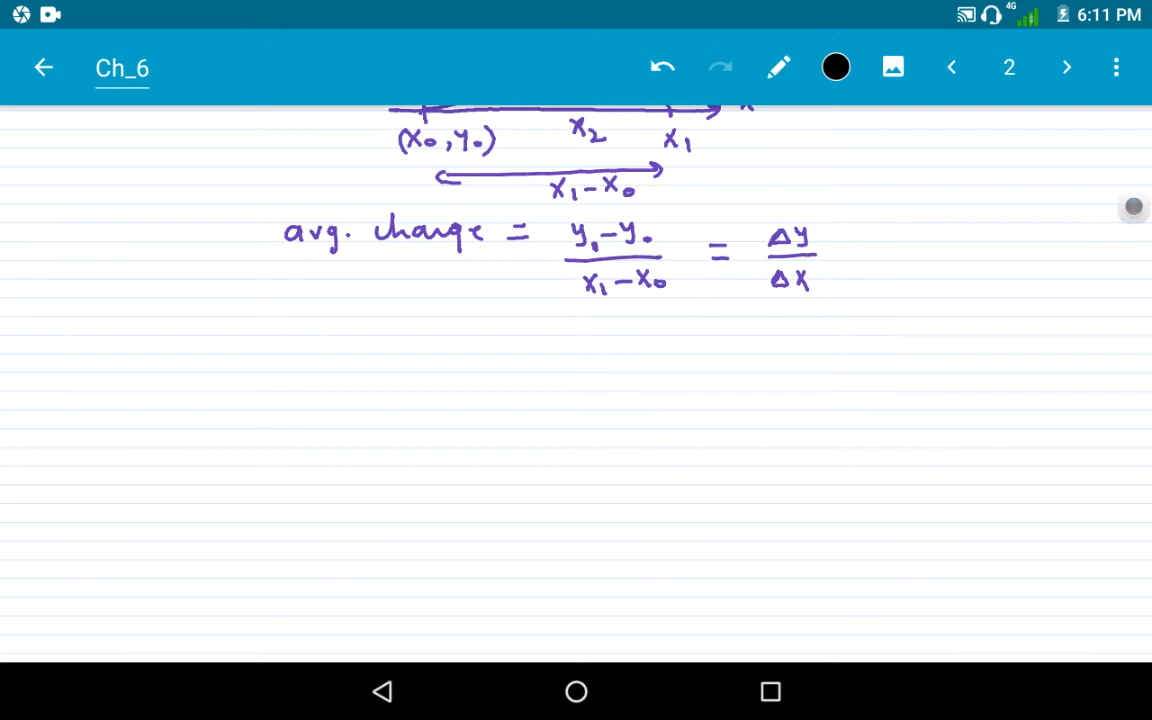 4G 6:11 PM
Ch_6 2
x
(x₀, y₀) x₂ x₁
x₁-x₀
avg. change = y₁-y₀ / x₁-x₀ = Δy / Δx